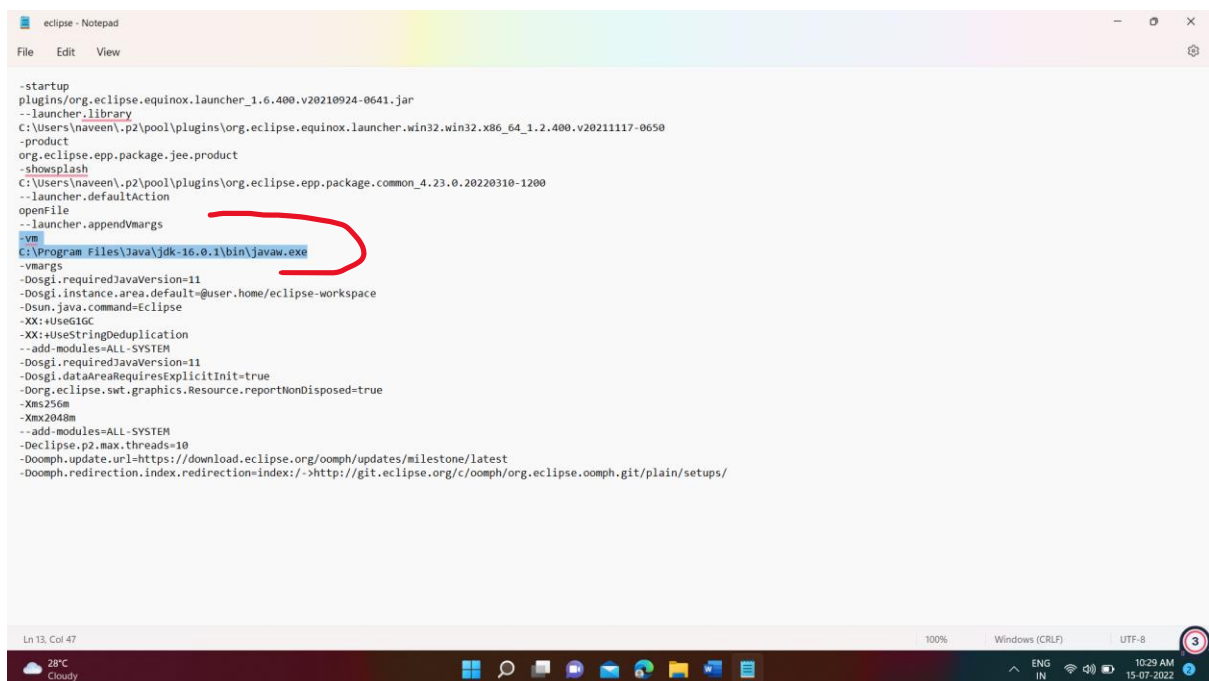 eclipse - Notepad
File Edit View
-startup
plugins/org.eclipse.equinox.launcher_1.6.400.v20210924-0641.jar
--launcher.library
C:\Users\naveen\.p2\pool\plugins\org.eclipse.equinox.launcher.win32.win32.x86_64_1.2.400.v20211117-0650
-product
org.eclipse.epp.package.jee.product
-showsplash
C:\Users\naveen\.p2\pool\plugins\org.eclipse.epp.package.common_4.23.0.20220310-1200
--launcher.defaultAction
openFile
--launcher.appendVmargs
-vm
C:\Program Files\Java\jdk-16.0.1\bin\javaw.exe
-vmargs
-Dosgi.requiredJavaVersion=11
-Dosgi.instance.area.default=@user.home/eclipse-workspace
-Dsun.java.command=Eclipse
-XX:+UseG1GC
-XX:+UseStringDeduplication
--add-modules=ALL-SYSTEM
-Dosgi.requiredJavaVersion=11
-Dosgi.dataAreaRequiresExplicitInit=true
-Dorg.eclipse.swt.graphics.Resource.reportNonDisposed=true
-Xms256m
-Xmx2048m
--add-modules=ALL-SYSTEM
-Declipse.p2.max.threads=10
-Doomph.update.url=https://download.eclipse.org/oomph/updates/milestone/latest
-Doomph.redirection.index.redirection=index:/->http://git.eclipse.org/c/oomph/org.eclipse.oomph.git/plain/setups/
Ln 13, Col 47 100% Windows (CRLF) UTF-8 3
28°C ENG 10:29 AM
Cloudy IN 15-07-2022 2